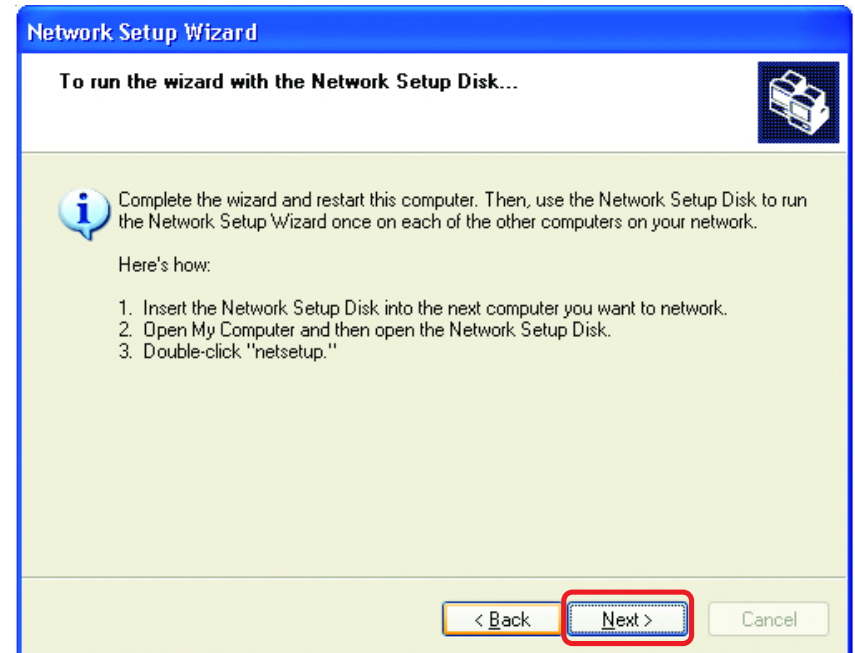 Network Setup Wizard
To run the wizard with the Network Setup Disk...
Complete the wizard and restart this computer. Then, use the Network Setup Disk to run
the Network Setup Wizard once on each of the other computers on your network.
Here's how:
1. Insert the Network Setup Disk into the next computer you want to network.
2. Open My Computer and then open the Network Setup Disk.
3. Double-click "netsetup."
< Back Next > Cancel